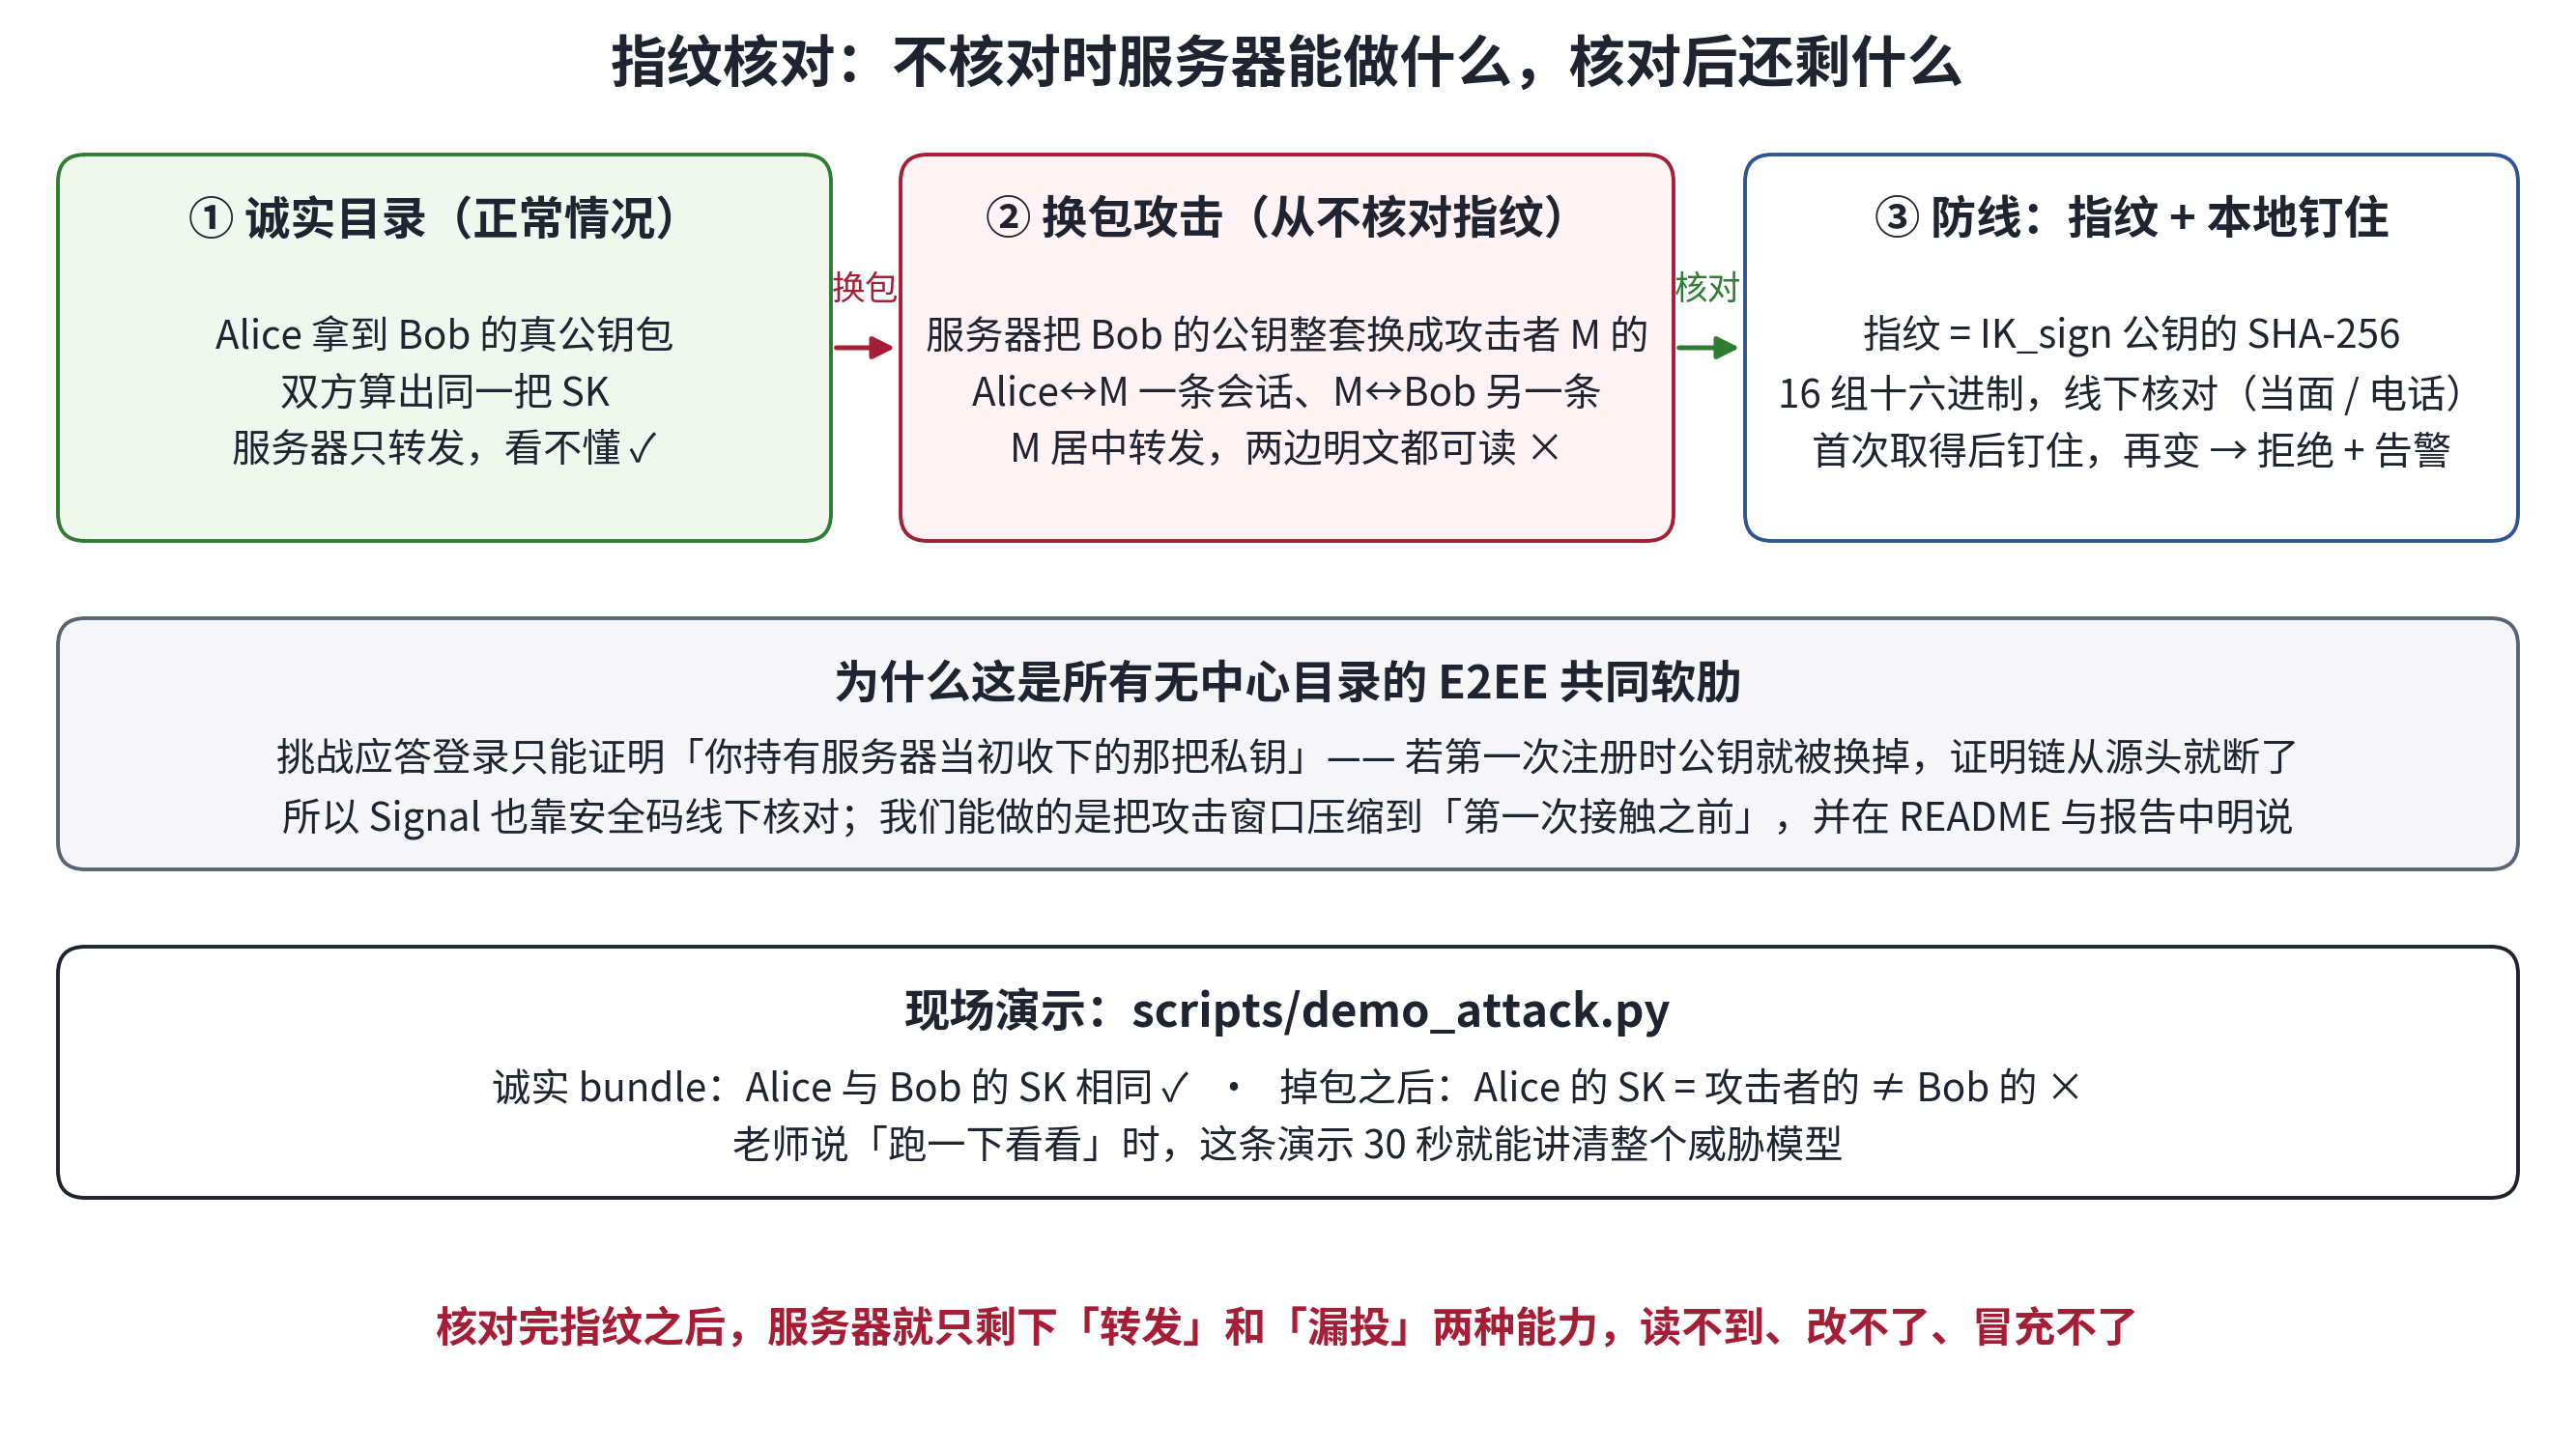 指纹核对：不核对时服务器能做什么，核对后还剩什么
① 诚实目录（正常情况）
Alice 拿到 Bob 的真公钥包
双方算出同一把 SK
服务器只转发，看不懂 ✓
换包
② 换包攻击（从不核对指纹）
服务器把 Bob 的公钥整套换成攻击者 M 的
Alice↔M 一条会话、M↔Bob 另一条
M 居中转发，两边明文都可读 ×
核对
③ 防线：指纹 + 本地钉住
指纹 = IK_sign 公钥的 SHA-256
16 组十六进制，线下核对（当面 / 电话）
首次取得后钉住，再变 → 拒绝 + 告警
为什么这是所有无中心目录的 E2EE 共同软肋
挑战应答登录只能证明「你持有服务器当初收下的那把私钥」—— 若第一次注册时公钥就被换掉，证明链从源头就断了
所以 Signal 也靠安全码线下核对；我们能做的是把攻击窗口压缩到「第一次接触之前」，并在 README 与报告中明说
现场演示：scripts/demo_attack.py
诚实 bundle：Alice 与 Bob 的 SK 相同 ✓ · 掉包之后：Alice 的 SK = 攻击者的 ≠ Bob 的 ×
老师说「跑一下看看」时，这条演示 30 秒就能讲清整个威胁模型
核对完指纹之后，服务器就只剩下「转发」和「漏投」两种能力，读不到、改不了、冒充不了